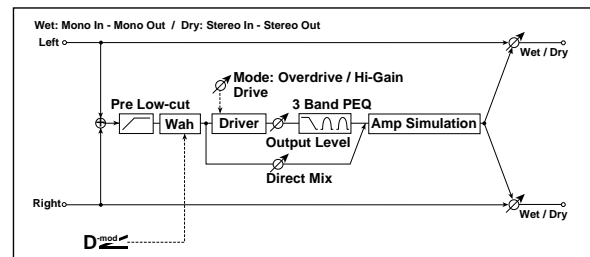 Wet: Mono In - Mono Out / Dry: Stereo In - Stereo Out
Left
Wet / Dry
Mode: Overdrive / Hi-Gain
Drive
Pre Low-cut
3 Band PEQ
Wah
Driver
Amp Simulation
Output Level
Direct Mix
Right
Wet / Dry
D-mod